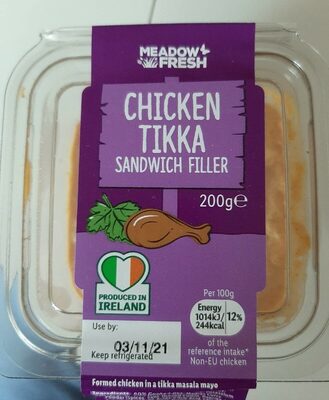 MEADOW
FRESH
CHICKEN
TIKKA
SANDWICH FILLER
200g℮
PRODUCED IN
IRELAND
Per 100g
Energy
1014kJ
244kcal
12%
of the
reference intake*
Non-EU chicken
Use by:
03/11/21
Keep refrigerated
Formed chicken in a tikka masala mayo
Ingredients: